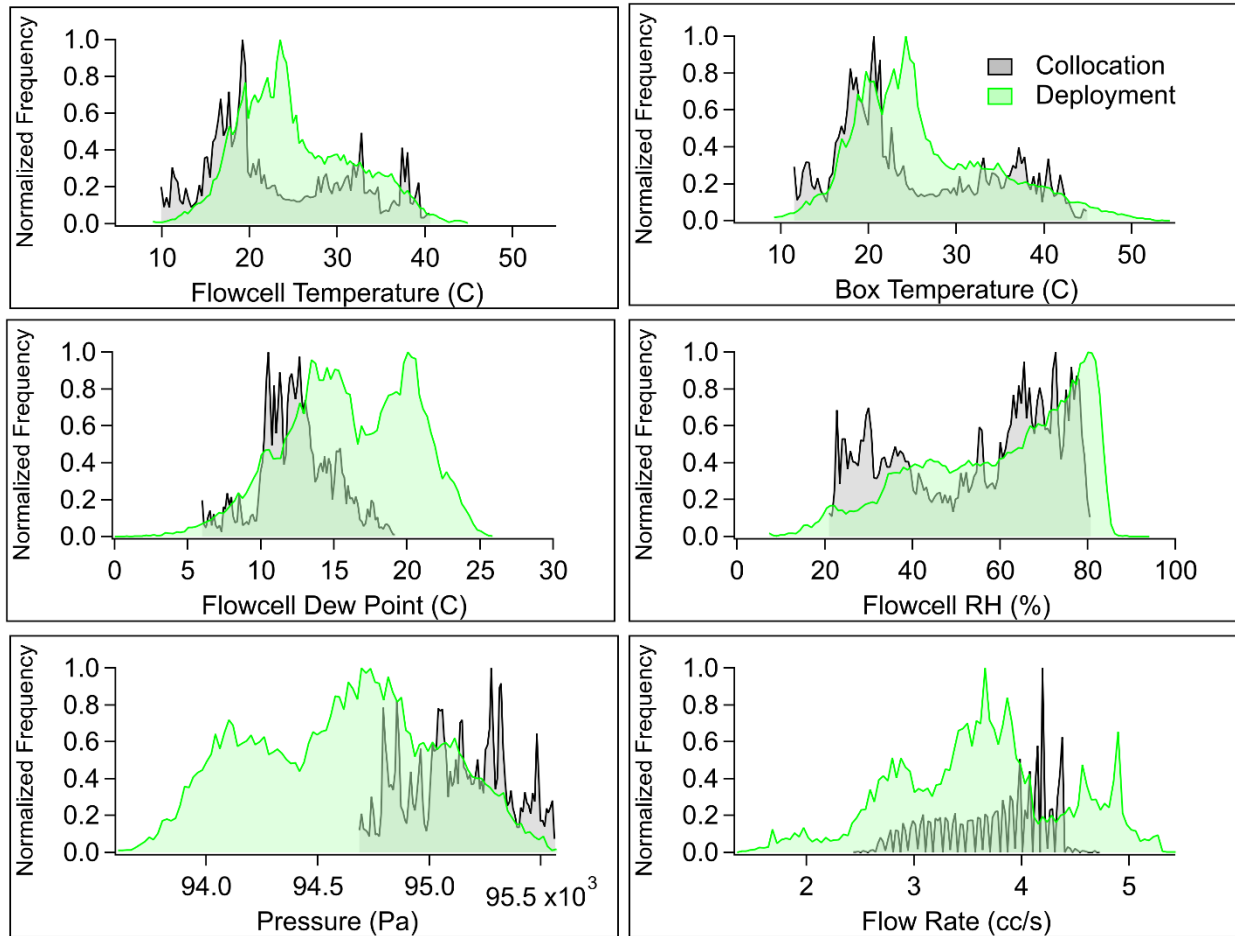 Normalized Frequency
1.0
0.8
0.6
0.4
0.2
0.0
10 20 30 40 50
Flowcell Temperature (C)
Normalized Frequency
1.0
0.8
0.6
0.4
0.2
0.0
Collocation
Deployment
10 20 30 40 50
Box Temperature (C)
Normalized Frequency
1.0
0.8
0.6
0.4
0.2
0.0
0 5 10 15 20 25 30
Flowcell Dew Point (C)
Normalized Frequency
1.0
0.8
0.6
0.4
0.2
0.0
0 20 40 60 80 100
Flowcell RH (%)
Normalized Frequency
1.0
0.8
0.6
0.4
0.2
0.0
94.0 94.5 95.0 95.5 x10³
Pressure (Pa)
Normalized Frequency
1.0
0.8
0.6
0.4
0.2
0.0
2 3 4 5
Flow Rate (cc/s)